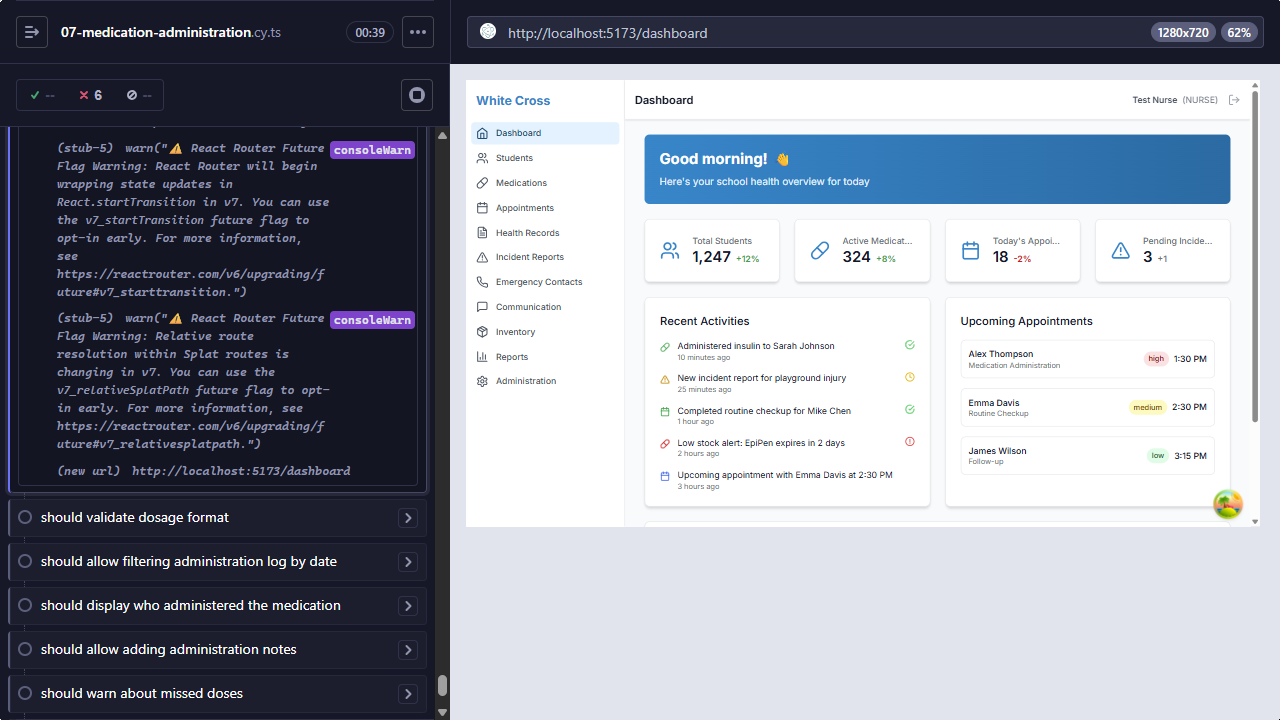 07-medication-administration.cy.ts
00:39
--
6
--
(stub-5) warn("⚠ React Router Future
consoleWarn
Flag Warning: React Router will begin
wrapping state updates in
React.startTransition in v7. You can use
the v7_startTransition future flag to
opt-in early. For more information,
see
https://reactrouter.com/v6/upgrading/f
uture#v7_starttransition.")
(stub-5) warn("⚠ React Router Future
consoleWarn
Flag Warning: Relative route
resolution within Splat routes is
changing in v7. You can use the
v7_relativeSplatPath future flag to opt-
in early. For more information, see
https://reactrouter.com/v6/upgrading/f
uture#v7_relativesplatpath.")
(new url) http://localhost:5173/dashboard
should validate dosage format
should allow filtering administration log by date
should display who administered the medication
should allow adding administration notes
should warn about missed doses
http://localhost:5173/dashboard
1280x720
62%
White Cross
Dashboard
Students
Medications
Appointments
Health Records
Incident Reports
Emergency Contacts
Communication
Inventory
Reports
Administration
Dashboard
Test Nurse (NURSE)
Good morning! 👋
Here's your school health overview for today
Total Students
1,247 +12%
Active Medicat...
324 +8%
Today's Appoi...
18 -2%
Pending Incide...
3 +1
Recent Activities
Administered insulin to Sarah Johnson
10 minutes ago
New incident report for playground injury
25 minutes ago
Completed routine checkup for Mike Chen
1 hour ago
Low stock alert: EpiPen expires in 2 days
2 hours ago
Upcoming appointment with Emma Davis at 2:30 PM
3 hours ago
Upcoming Appointments
Alex Thompson
Medication Administration
high 1:30 PM
Emma Davis
Routine Checkup
medium 2:30 PM
James Wilson
Follow-up
low 3:15 PM